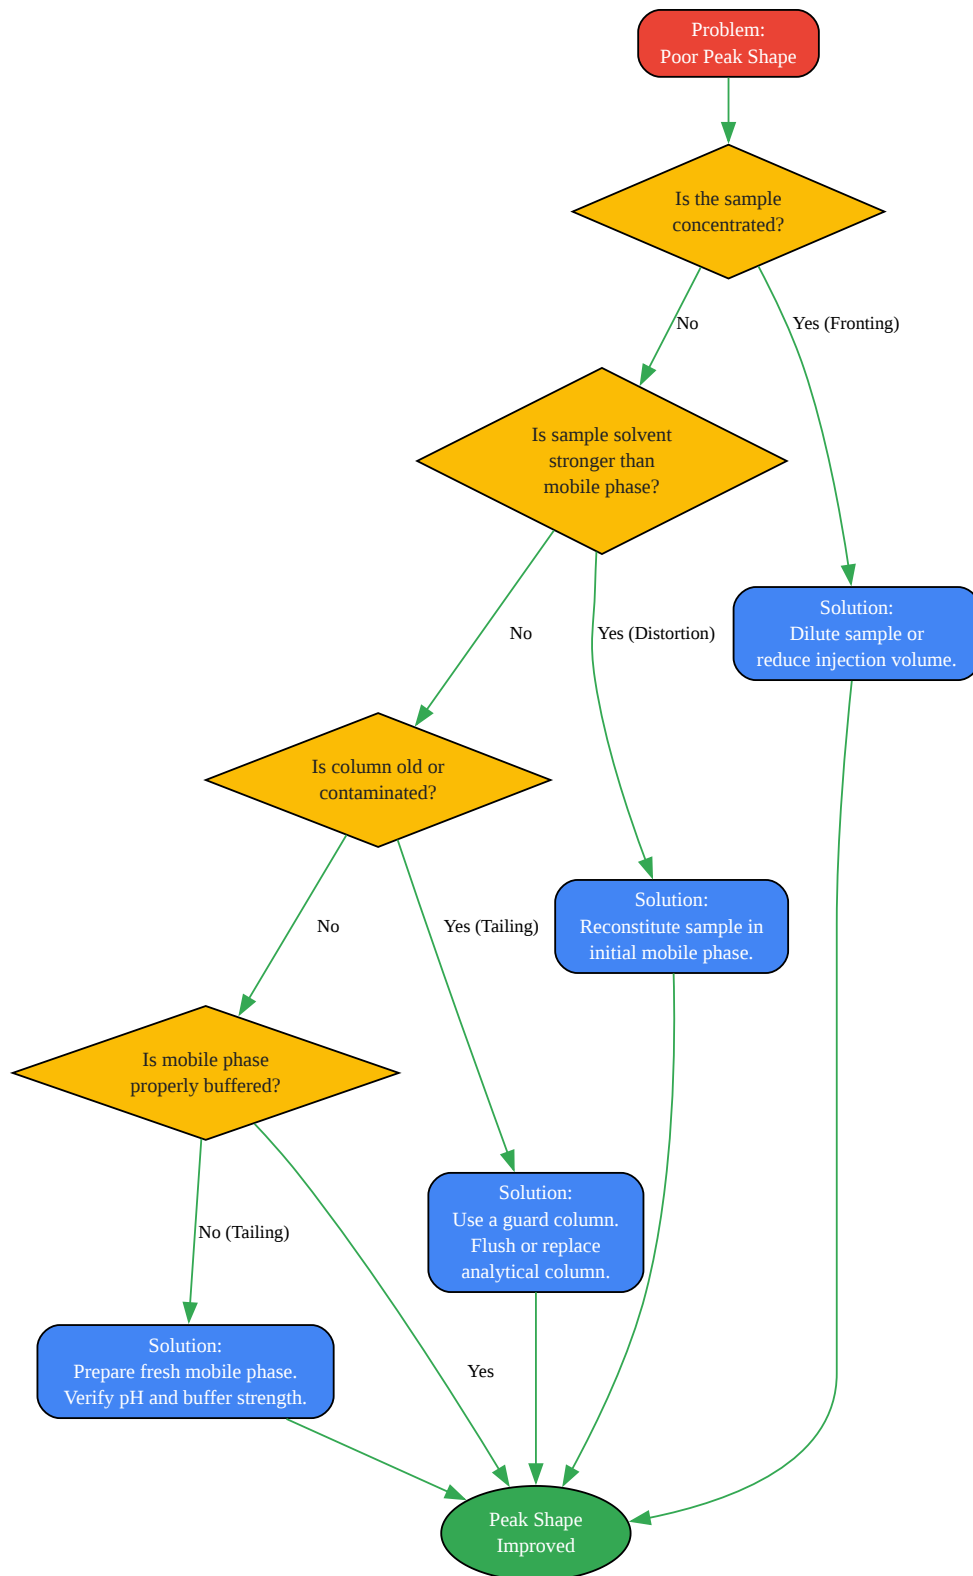 Problem:
Poor Peak Shape
Is the sample
concentrated?
No
Yes (Fronting)
Is sample solvent
stronger than
mobile phase?
Solution:
Dilute sample or
reduce injection volume.
No
Yes (Distortion)
Is column old or
contaminated?
Solution:
Reconstitute sample in
initial mobile phase.
No
Yes (Tailing)
Is mobile phase
properly buffered?
Solution:
Use a guard column.
Flush or replace
analytical column.
No (Tailing)
Solution:
Prepare fresh mobile phase.
Verify pH and buffer strength.
Yes
Peak Shape
Improved